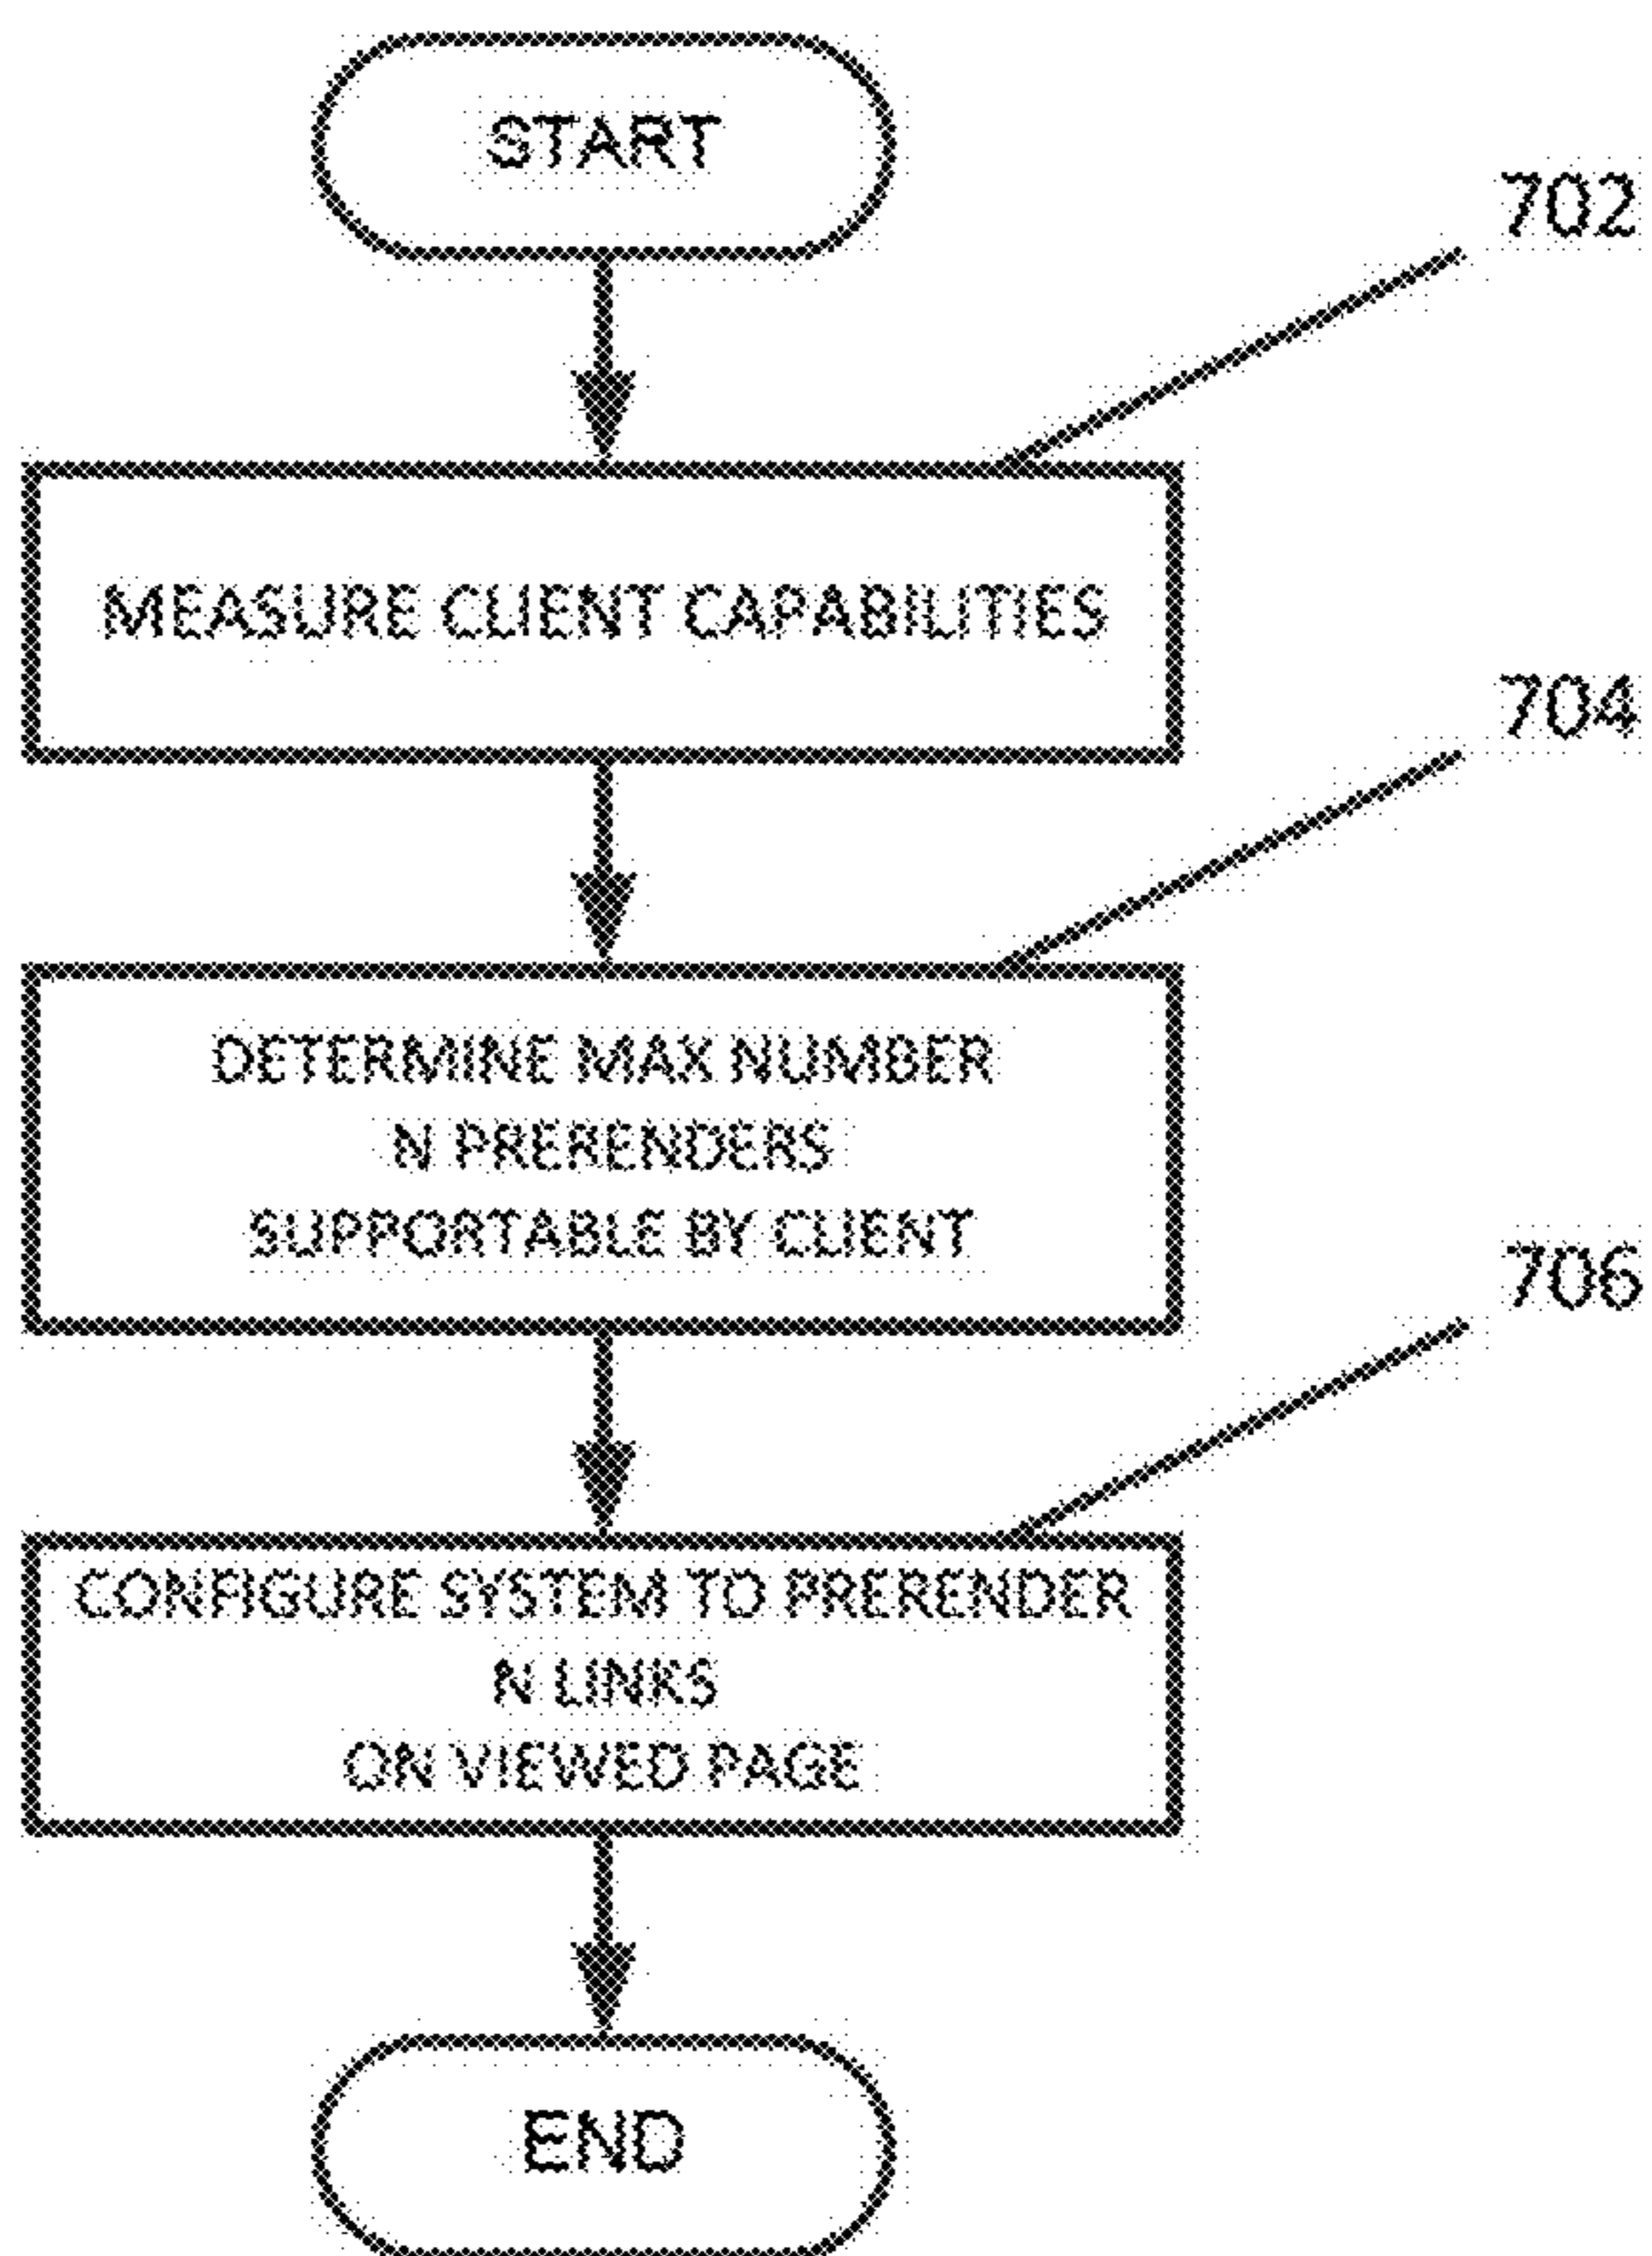 START
702
MEASURE CLIENT CAPABILITIES
704
DETERMINE MAX NUMBER
N PRERENDERS
SUPPORTABLE BY CLIENT
706
CONFIGURE SYSTEM TO PRERENDER
N LINKS
ON VIEWED PAGE
END